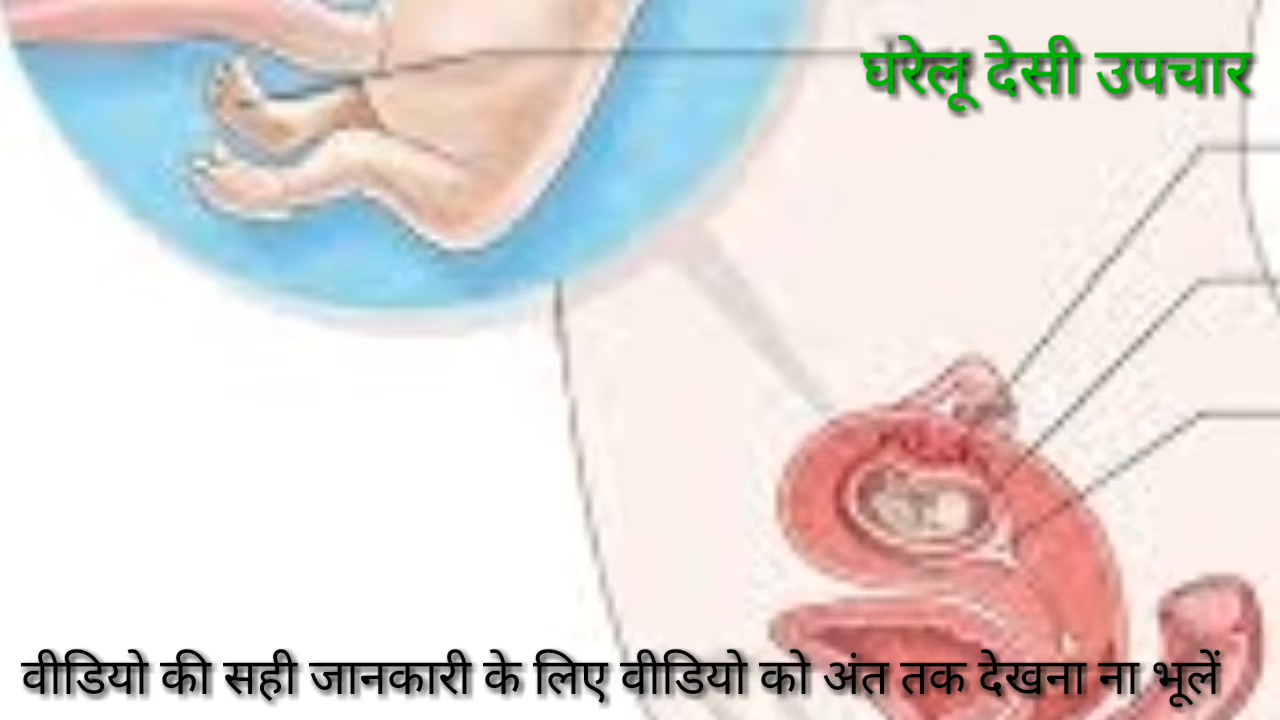 घरेलू देसी उपचार
वीडियो की सही जानकारी के लिए वीडियो को अंत तक देखना ना भूलें